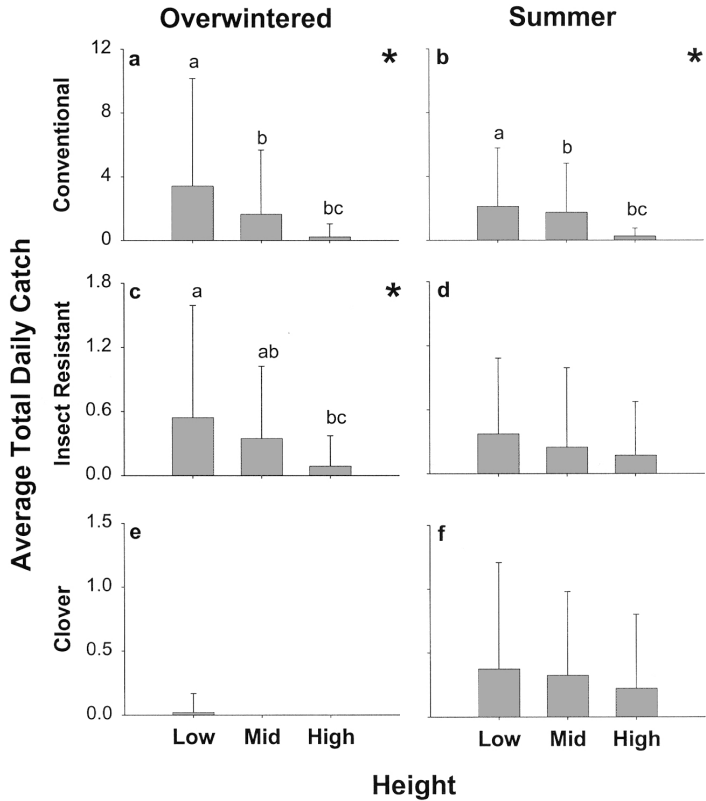 Overwintered Summer
a * b *
12
8
4
0
a b bc
a b bc
Conventional
c * d
1.8
1.2
0.6
0.0
a ab bc
Insect Resistant
Average Total Daily Catch
e f
1.5
1.0
0.5
0.0
Clover
Low Mid High Low Mid High
Height